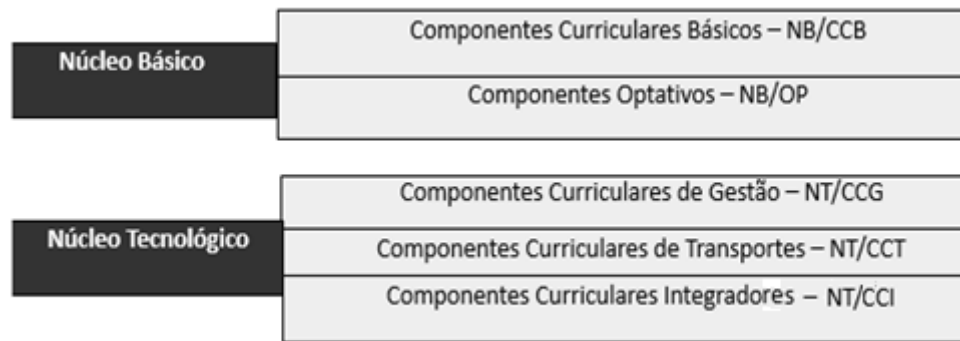 Núcleo Básico
Componentes Curriculares Básicos – NB/CCB
Componentes Optativos – NB/OP
Núcleo Tecnológico
Componentes Curriculares de Gestão – NT/CCG
Componentes Curriculares de Transportes – NT/CCT
Componentes Curriculares Integradores – NT/CCI